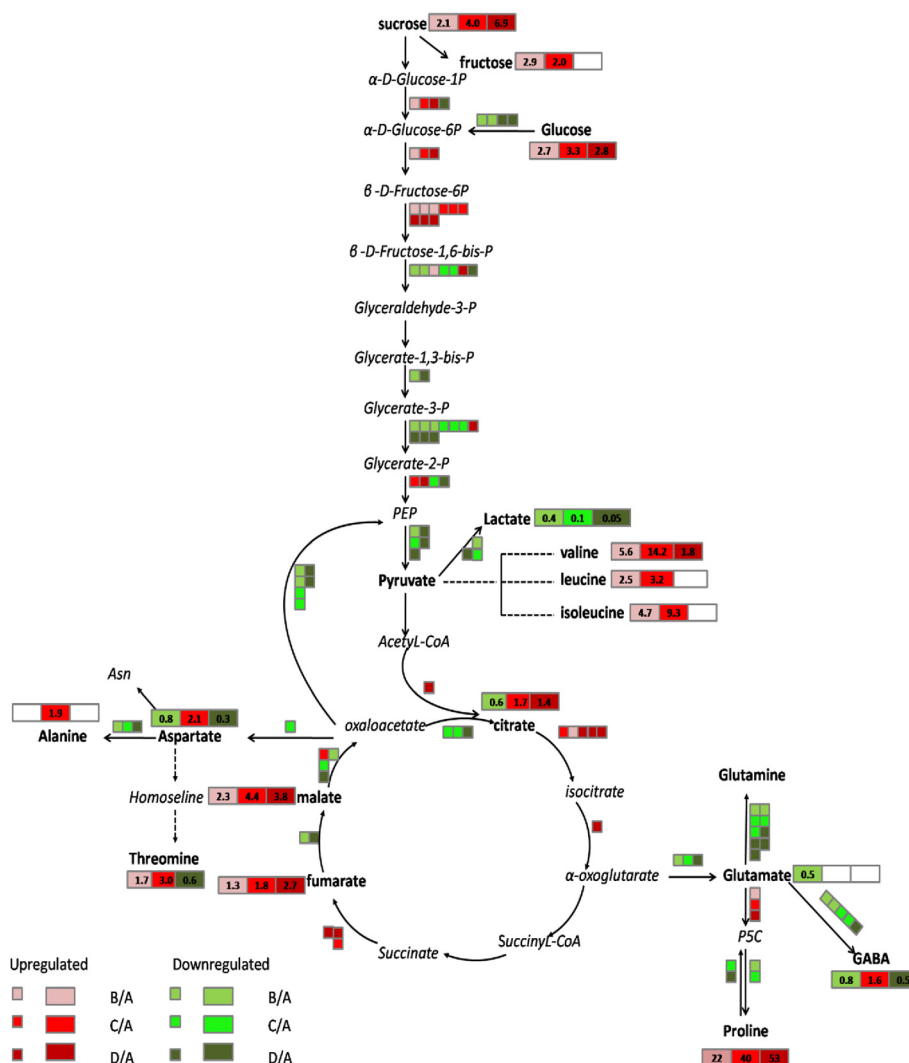 sucrose 2.1 4.0 6.9
fructose 2.9 2.0
α-D-Glucose-1P
α-D-Glucose-6P
Glucose
2.7 3.3 2.8
β-D-Fructose-6P
β-D-Fructose-1,6-bis-P
Glyceraldehyde-3-P
Glycerate-1,3-bis-P
Glycerate-3-P
Glycerate-2-P
PEP
Lactate 0.4 0.1 0.05
valine 5.6 14.2 1.8
Pyruvate
leucine 2.5 3.2
isoleucine 4.7 9.3
AcetyL-CoA
Asn
1.9
0.8 2.1 0.3
0.6 1.7 1.4
Alanine
Aspartate
oxaloacetate
citrate
Homoseline
2.3 4.4 3.8 malate
isocitrate
Glutamine
Threomine
1.7 3.0 0.6
1.3 1.8 2.7 fumarate
α-oxoglutarate
Glutamate 0.5
P5C
Succinate
SuccinyL-CoA
GABA
0.8 1.6 0.5
Proline
22 40 53
Upregulated
Downregulated
B/A
B/A
C/A
C/A
D/A
D/A